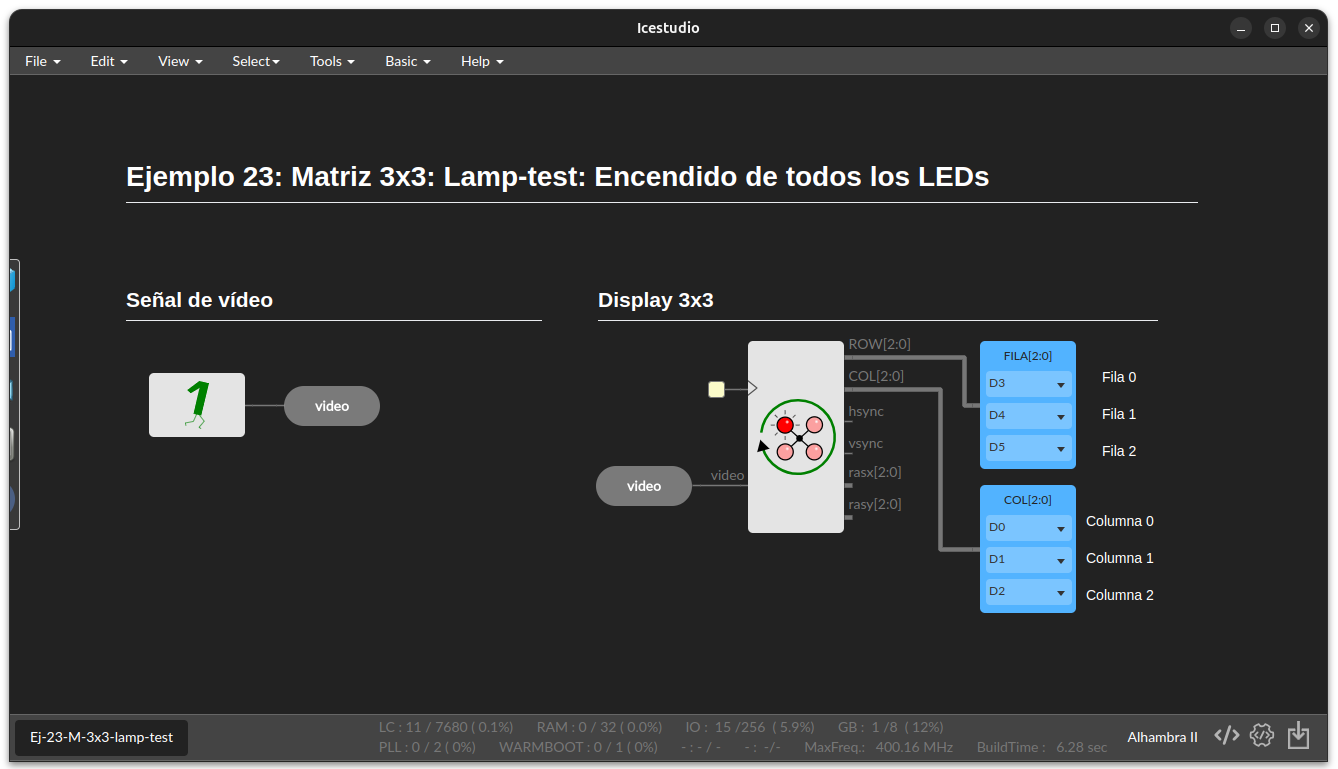 Icestudio
File Edit View Select Tools Basic Help
Ejemplo 23: Matriz 3x3: Lamp-test: Encendido de todos los LEDs
Señal de vídeo
1
video
Display 3x3
video
video
ROW[2:0]
COL[2:0]
hsync
vsync
rasx[2:0]
rasy[2:0]
FILA[2:0]
D3
D4
D5
Fila 0
Fila 1
Fila 2
COL[2:0]
D0
D1
D2
Columna 0
Columna 1
Columna 2
Ej-23-M-3x3-lamp-test
LC : 11 / 7680 ( 0.1%) RAM : 0 / 32 ( 0.0%) IO : 15 /256 ( 5.9%) GB : 1 /8 ( 12%)
PLL : 0 / 2 ( 0%) WARMBOOT : 0 / 1 ( 0%) - : - / - - : -/- MaxFreq.: 400.16 MHz BuildTime : 6.28 sec
Alhambra II